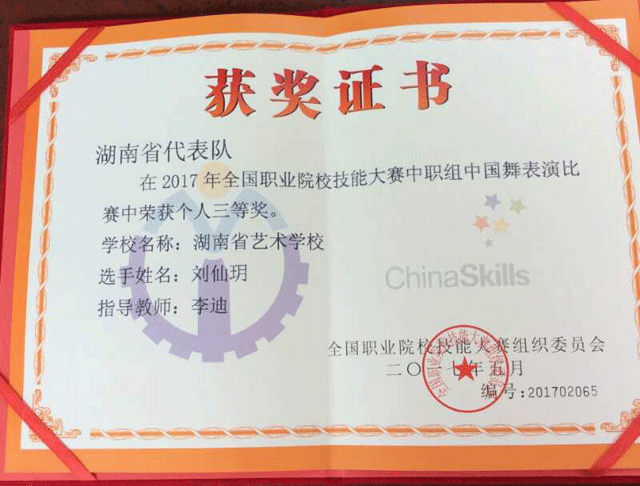 获奖证书
湖南省代表队
在2017年全国职业院校技能大赛中职组中国舞表演比
赛中荣获个人三等奖。
学校名称：湖南省艺术学校
选手姓名：刘仙玥
指导教师：李迪
ChinaSkills
全国职业院校技能大赛组织委员会
二〇一七年五月
编号:201702065